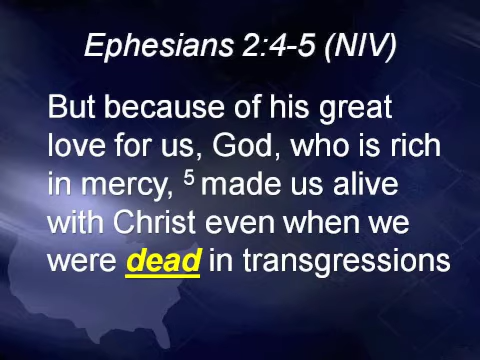 Ephesians 2:4-5 (NIV)
But because of his great
love for us, God, who is rich
in mercy, 5 made us alive
with Christ even when we
were dead in transgressions